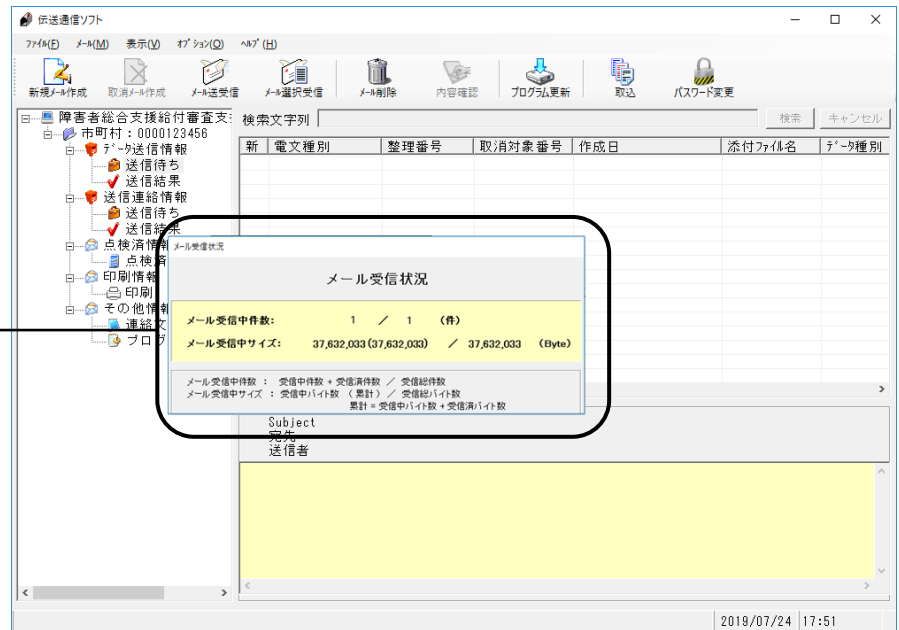 伝送通信ソフト
ファイル(F) メール(M) 表示(V) オプション(O) ヘルプ(H)
新規メール作成 取消メール作成 メール送受信 メール選択受信 メール削除 内容確認 プログラム更新 取込 パスワード変更
障害者総合支援給付審査支
検索文字列 検索 キャンセル
市町村：0000123456
新 電文種別 整理番号 取消対象番号 作成日 添付ファイル名 データ種別
データ送信情報
送信待ち
送信結果
送信連絡情報
送信待ち
送信結果
点検済情報
点検済
印刷情報
印刷
その他情報
連絡文
プログ
メール受信状況
メール受信状況
メール受信中件数: 1 ／ 1 (件)
メール受信中サイズ: 37,632,033(37,632,033) ／ 37,632,033 (Byte)
メール受信中件数 ： 受信中件数 + 受信済件数 ／ 受信総件数
メール受信中サイズ ： 受信中バイト数 （累計）／ 受信総バイト数
累計 = 受信中バイト数 + 受信済バイト数
Subject
宛先
送信者
2019/07/24 17:51